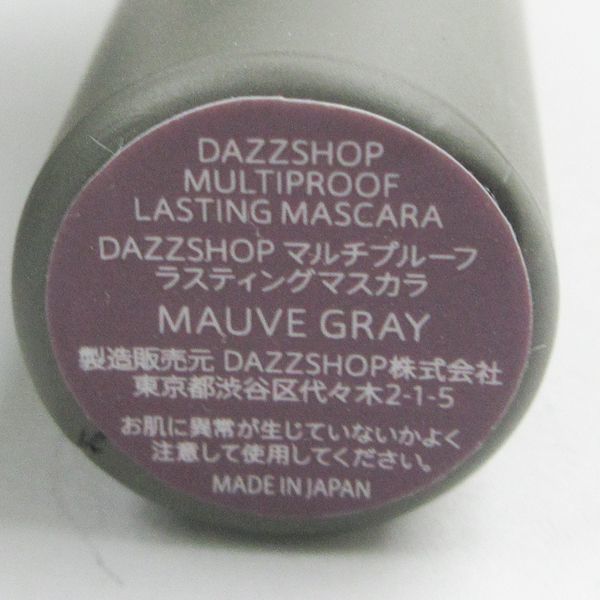 DAZZSHOP
MULTIPROOF
LASTING MASCARA
DAZZSHOP マルチプルーフ
ラスティングマスカラ
MAUVE GRAY
製造販売元 DAZZSHOP株式会社
東京都渋谷区代々木2-1-5
お肌に異常が生じていないかよく
注意して使用してください。
MADE IN JAPAN